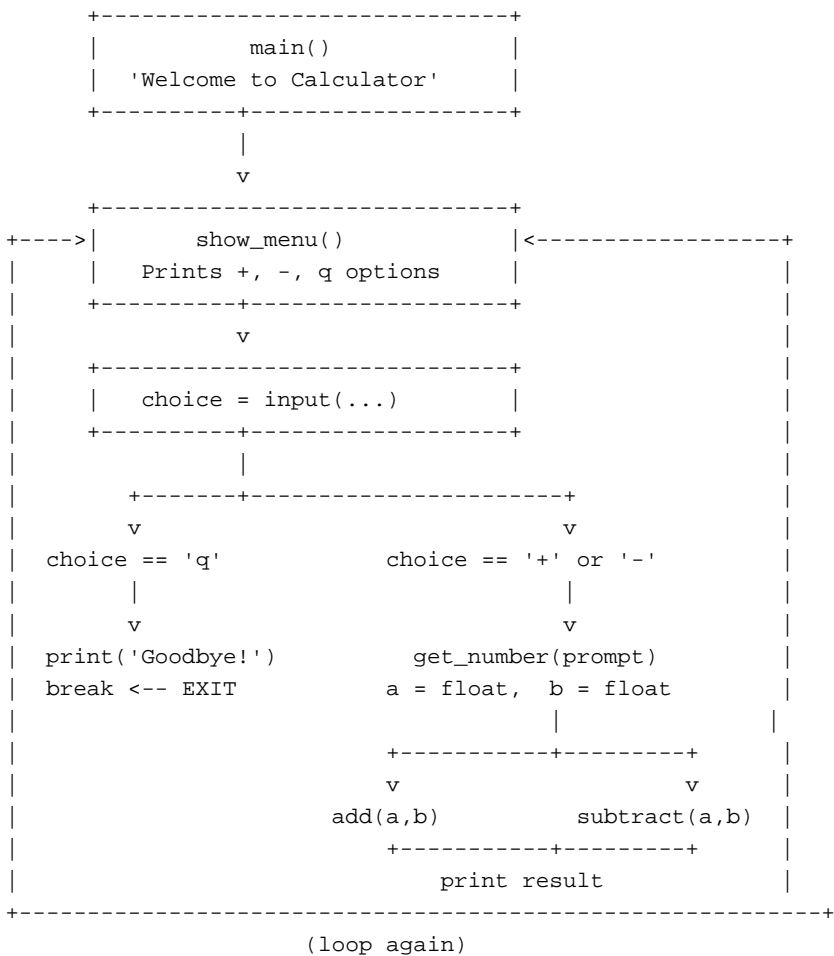 main()
'Welcome to Calculator'
v
show_menu()
Prints +, -, q options
v
choice = input(...)
v v
choice == 'q' choice == '+' or '-'
v v
print('Goodbye!') get_number(prompt)
break <-- EXIT a = float, b = float
v v
add(a,b) subtract(a,b)
print result
(loop again)